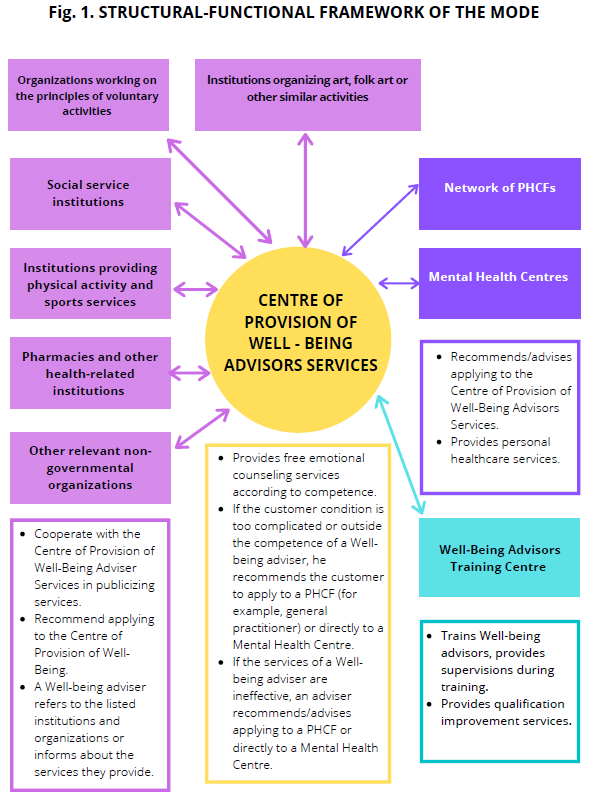 Fig. 1. STRUCTURAL-FUNCTIONAL FRAMEWORK OF THE MODE
Organizations working on
the principles of voluntary
activities
Institutions organizing art, folk art or
other similar activities
Social service
institutions
Network of PHCFs
Institutions providing
physical activity and
sports services
Mental Health Centres
CENTRE OF
PROVISION OF
WELL - BEING
ADVISORS SERVICES
Pharmacies and other
health-related
institutions
Other relevant non-
governmental
organizations
• Recommends/advises
applying to the
Centre of Provision of
Well-Being Advisors
Services.
• Provides personal
healthcare services.
• Provides free emotional
counseling services
according to competence.
• If the customer condition is
too complicated or outside
the competence of a Well-
being adviser, he
recommends the customer
to apply to a PHCF (for
example, general
practitioner) or directly to a
Mental Health Centre.
• If the services of a Well-
being adviser are
ineffective, an adviser
recommends/advises
applying to a PHCF or
directly to a Mental Health
Centre.
• Cooperate with the
Centre of Provision of
Well-Being Adviser
Services in publicizing
services.
• Recommend applying
to the Centre of
Provision of Well-
Being.
• A Well-being adviser
refers to the listed
institutions and
organizations or
informs about the
services they provide.
Well-Being Advisors
Training Centre
• Trains Well-being
advisors, provides
supervisions during
training.
• Provides qualification
improvement services.